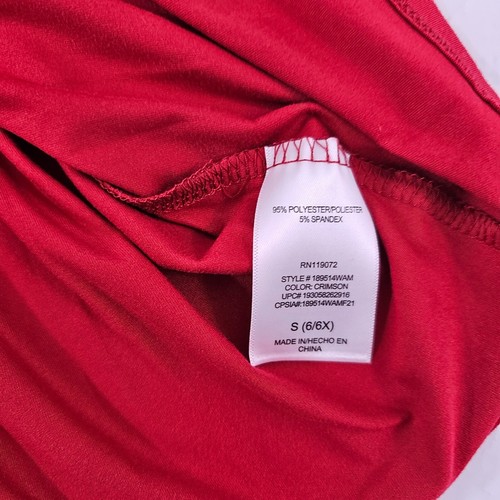 95% POLYESTER/POLIESTER
5% SPANDEX
RN119072
STYLE # 189514WAM
COLOR: CRIMSON
UPC# 193058262916
CPSIA#:189514WAMF21
S (6/6X)
MADE IN/HECHO EN
CHINA